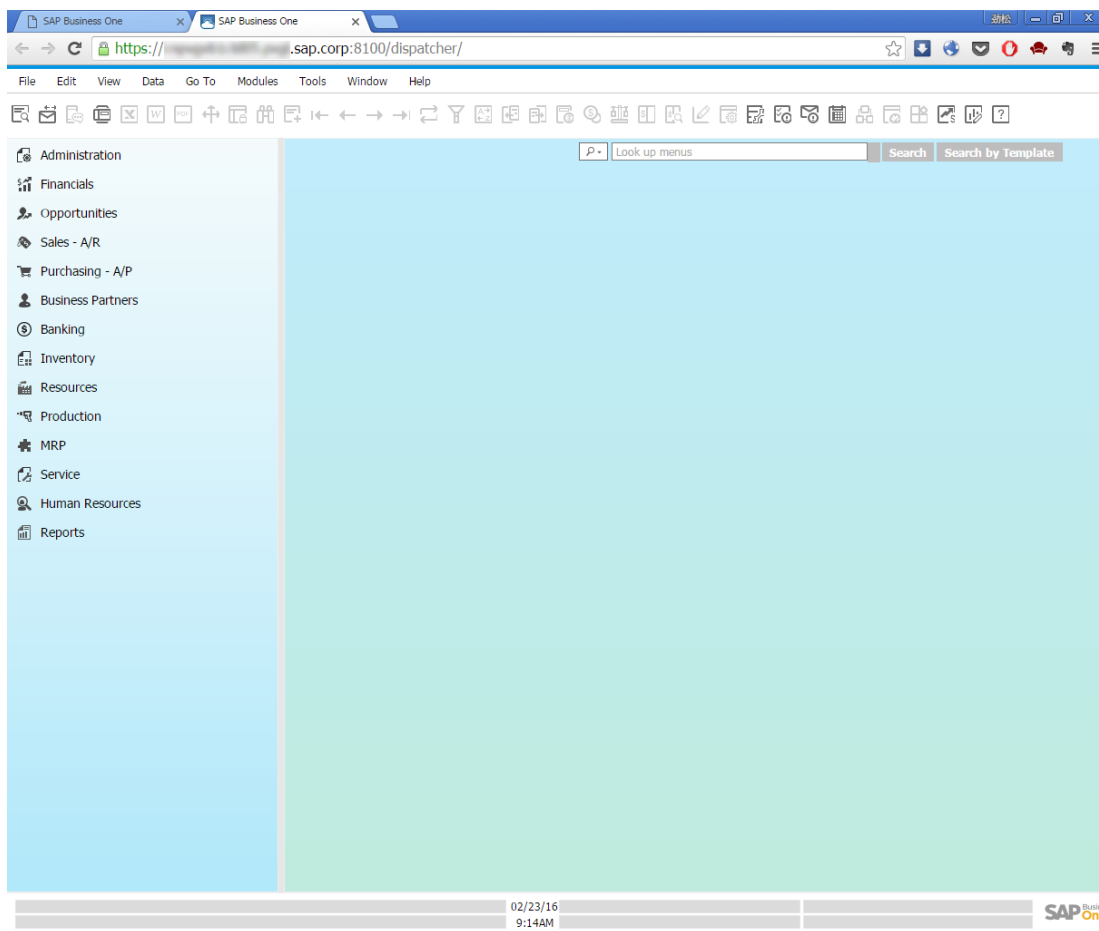 SAP Business One SAP Business One 劲松
https:// .sap.corp:8100/dispatcher/
File Edit View Data Go To Modules Tools Window Help
Look up menus Search Search by Template
Administration
Financials
Opportunities
Sales - A/R
Purchasing - A/P
Business Partners
Banking
Inventory
Resources
Production
MRP
Service
Human Resources
Reports
02/23/16
9:14AM
SAP Busi
On